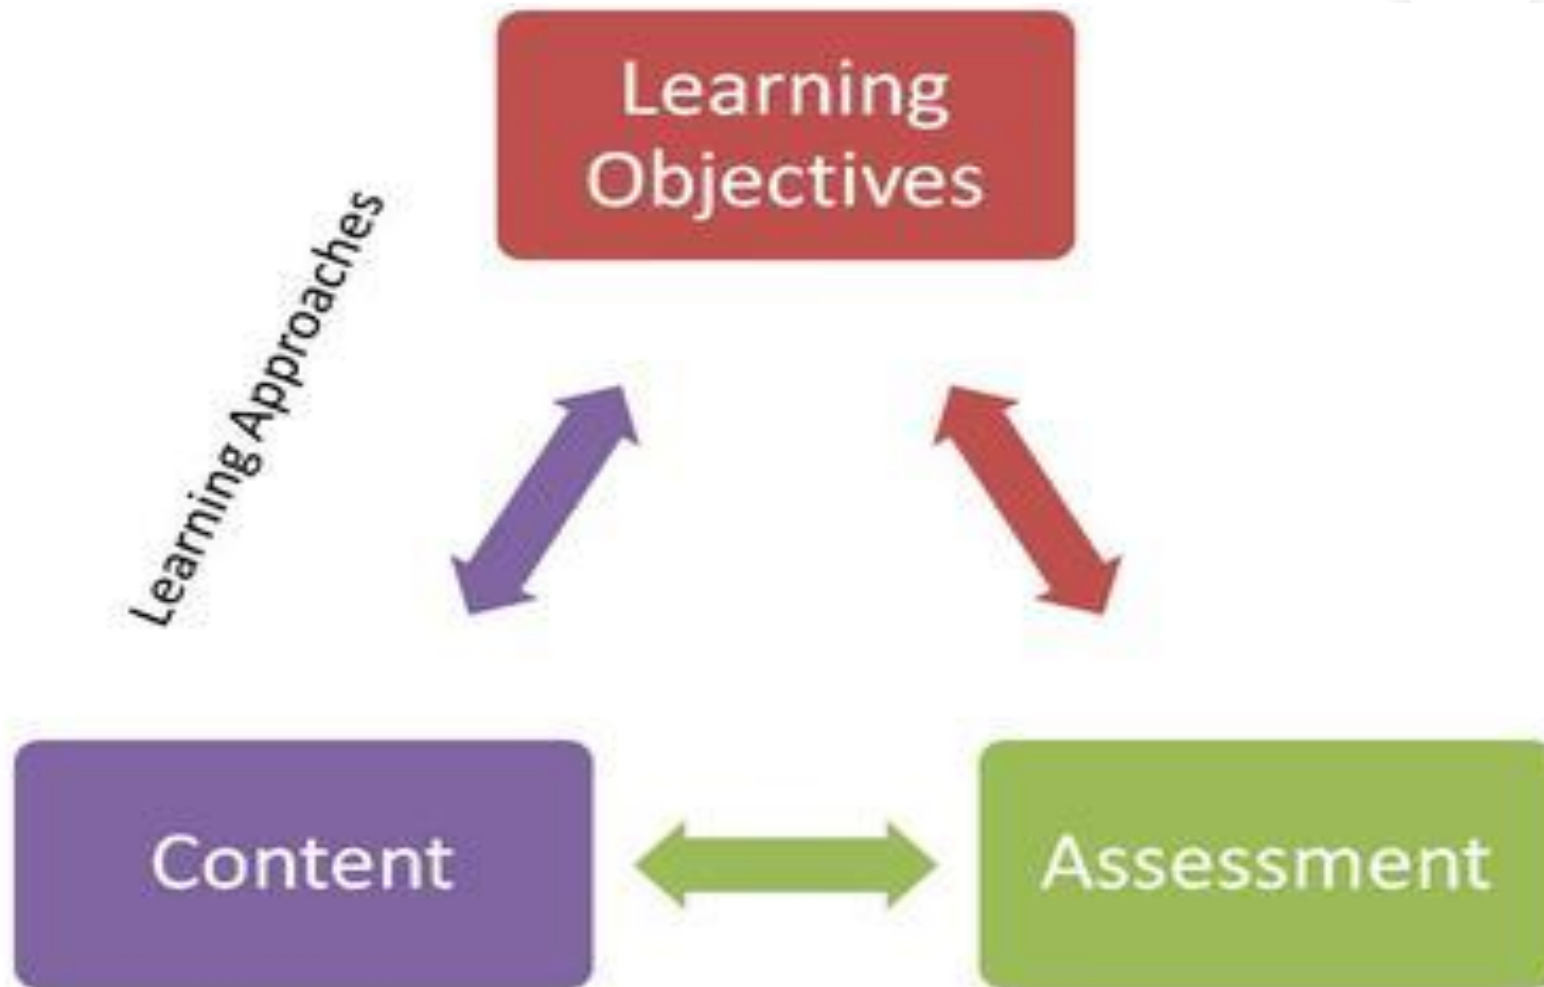 Learning
Objectives
Learning Approaches
Content
Assessment